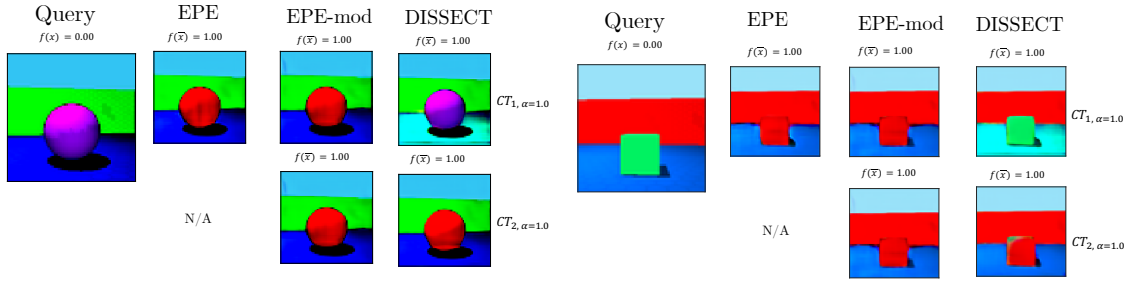 Query EPE EPE-mod DISSECT
f(x) = 0.00 f(x̅) = 1.00 f(x̅) = 1.00 f(x̅) = 1.00
CT₁, α=1.0
f(x̅) = 1.00 f(x̅) = 1.00
N/A
CT₂, α=1.0
Query EPE EPE-mod DISSECT
f(x) = 0.00 f(x̅) = 1.00 f(x̅) = 1.00 f(x̅) = 1.00
CT₁, α=1.0
f(x̅) = 1.00 f(x̅) = 1.00
N/A
CT₂, α=1.0